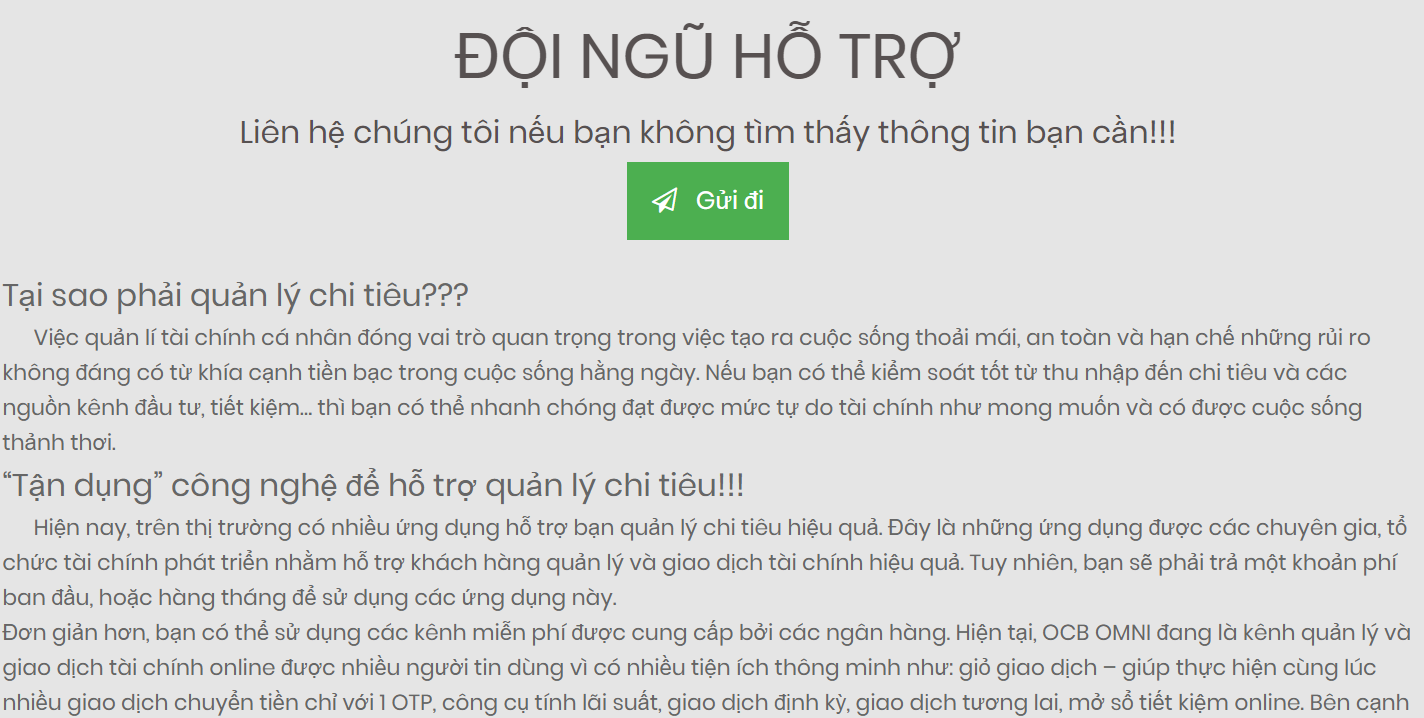 ĐỘI NGŨ HỖ TRỢ
Liên hệ chúng tôi nếu bạn không tìm thấy thông tin bạn cần!!!
Gửi đi
Tại sao phải quản lý chi tiêu???
Việc quản lí tài chính cá nhân đóng vai trò quan trọng trong việc tạo ra cuộc sống thoải mái, an toàn và hạn chế những rủi ro
không đáng có từ khía cạnh tiền bạc trong cuộc sống hằng ngày. Nếu bạn có thể kiểm soát tốt từ thu nhập đến chi tiêu và các
nguồn kênh đầu tư, tiết kiệm... thì bạn có thể nhanh chóng đạt được mức tự do tài chính như mong muốn và có được cuộc sống
thảnh thơi.
“Tận dụng” công nghệ để hỗ trợ quản lý chi tiêu!!!
Hiện nay, trên thị trường có nhiều ứng dụng hỗ trợ bạn quản lý chi tiêu hiệu quả. Đây là những ứng dụng được các chuyên gia, tổ
chức tài chính phát triển nhằm hỗ trợ khách hàng quản lý và giao dịch tài chính hiệu quả. Tuy nhiên, bạn sẽ phải trả một khoản phí
ban đầu, hoặc hàng tháng để sử dụng các ứng dụng này.
Đơn giản hơn, bạn có thể sử dụng các kênh miễn phí được cung cấp bởi các ngân hàng. Hiện tại, OCB OMNI đang là kênh quản lý và
giao dịch tài chính online được nhiều người tin dùng vì có nhiều tiện ích thông minh như: giỏ giao dịch – giúp thực hiện cùng lúc
nhiều giao dịch chuyển tiền chỉ với 1 OTP, công cụ tính lãi suất, giao dịch định kỳ, giao dịch tương lai, mở sổ tiết kiệm online. Bên cạnh